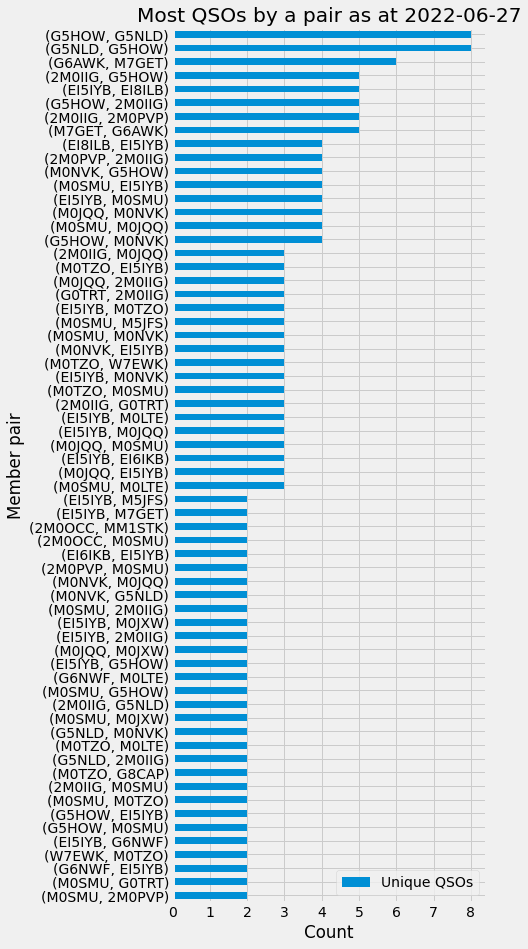 Most QSOs by a pair as at 2022-06-27
(G5HOW, G5NLD)
(G5NLD, G5HOW)
(G6AWK, M7GET)
(2M0IIG, G5HOW)
(EI5IYB, EI8ILB)
(G5HOW, 2M0IIG)
(2M0IIG, 2M0PVP)
(M7GET, G6AWK)
(EI8ILB, EI5IYB)
(2M0PVP, 2M0IIG)
(M0NVK, G5HOW)
(M0SMU, EI5IYB)
(EI5IYB, M0SMU)
(M0JQQ, M0NVK)
(M0SMU, M0JQQ)
(G5HOW, M0NVK)
(2M0IIG, M0JQQ)
(M0TZO, EI5IYB)
(M0JQQ, 2M0IIG)
(G0TRT, 2M0IIG)
(EI5IYB, M0TZO)
(M0SMU, M5JFS)
(M0SMU, M0NVK)
(M0NVK, EI5IYB)
(M0TZO, W7EWK)
(EI5IYB, M0NVK)
(M0TZO, M0SMU)
(2M0IIG, G0TRT)
(EI5IYB, M0LTE)
(EI5IYB, M0JQQ)
(M0JQQ, M0SMU)
(EI5IYB, EI6IKB)
(M0JQQ, EI5IYB)
(M0SMU, M0LTE)
(EI5IYB, M5JFS)
(EI5IYB, M7GET)
(2M0OCC, MM1STK)
(2M0OCC, M0SMU)
(EI6IKB, EI5IYB)
(2M0PVP, M0SMU)
(M0NVK, M0JQQ)
(M0NVK, G5NLD)
(M0SMU, 2M0IIG)
(EI5IYB, M0JXW)
(EI5IYB, 2M0IIG)
(M0JQQ, M0JXW)
(EI5IYB, G5HOW)
(G6NWF, M0LTE)
(M0SMU, G5HOW)
(2M0IIG, G5NLD)
(M0SMU, M0JXW)
(G5NLD, M0NVK)
(M0TZO, M0LTE)
(G5NLD, 2M0IIG)
(M0TZO, G8CAP)
(2M0IIG, M0SMU)
(M0SMU, M0TZO)
(G5HOW, EI5IYB)
(G5HOW, M0SMU)
(EI5IYB, G6NWF)
(W7EWK, M0TZO)
(G6NWF, EI5IYB)
(M0SMU, G0TRT)
(M0SMU, 2M0PVP)
Member pair
Unique QSOs
0 1 2 3 4 5 6 7 8
Count